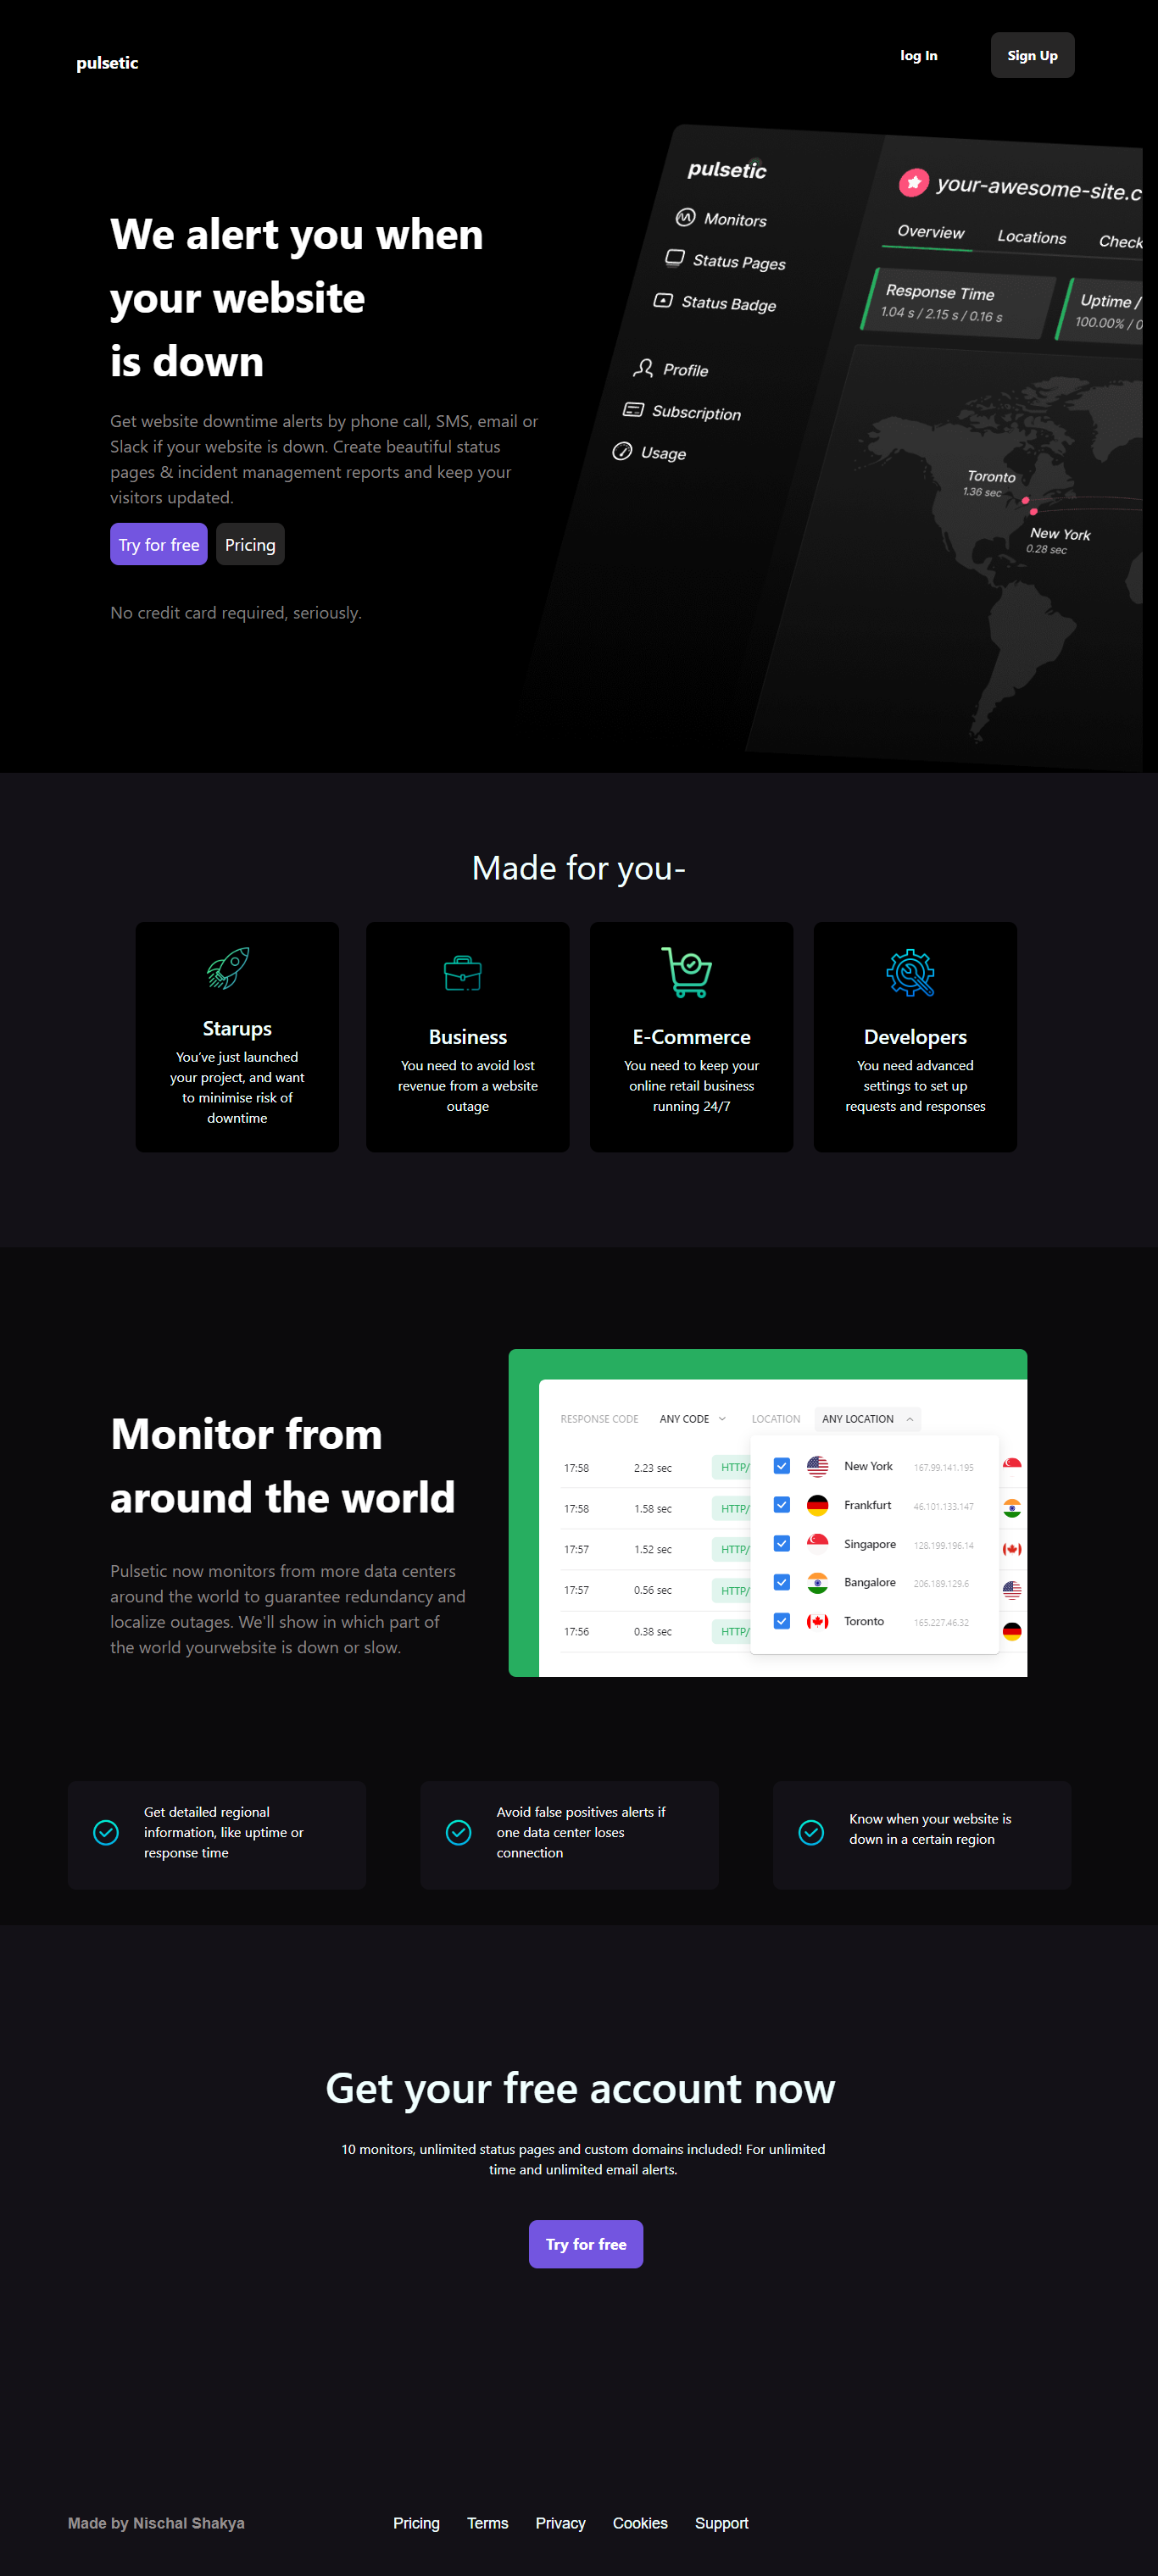 pulsetic
log In
Sign Up
pulsetic
Monitors
Status Pages
Status Badge
Profile
Subscription
Usage
your-awesome-site.c
Overview
Locations
Check
Response Time
1.04 s / 2.15 s / 0.16 s
Uptime /
100.00% / 0
Toronto
1.36 sec
New York
0.28 sec
We alert you when
your website
is down
Get website downtime alerts by phone call, SMS, email or
Slack if your website is down. Create beautiful status
pages & incident management reports and keep your
visitors updated.
Try for free
Pricing
No credit card required, seriously.
Made for you-
Starups
You've just launched
your project, and want
to minimise risk of
downtime
Business
You need to avoid lost
revenue from a website
outage
E-Commerce
You need to keep your
online retail business
running 24/7
Developers
You need advanced
settings to set up
requests and responses
Monitor from
around the world
Pulsetic now monitors from more data centers
around the world to guarantee redundancy and
localize outages. We'll show in which part of
the world yourwebsite is down or slow.
RESPONSE CODE ANY CODE LOCATION ANY LOCATION
17:58 2.23 sec HTTP/
17:58 1.58 sec HTTP/
17:57 1.52 sec HTTP/
17:57 0.56 sec HTTP/
17:56 0.38 sec HTTP/
New York 167.99.141.195
Frankfurt 46.101.133.147
Singapore 128.199.196.14
Bangalore 206.189.129.6
Toronto 165.227.46.32
Get detailed regional
information, like uptime or
response time
Avoid false positives alerts if
one data center loses
connection
Know when your website is
down in a certain region
Get your free account now
10 monitors, unlimited status pages and custom domains included! For unlimited
time and unlimited email alerts.
Try for free
Made by Nischal Shakya
Pricing Terms Privacy Cookies Support